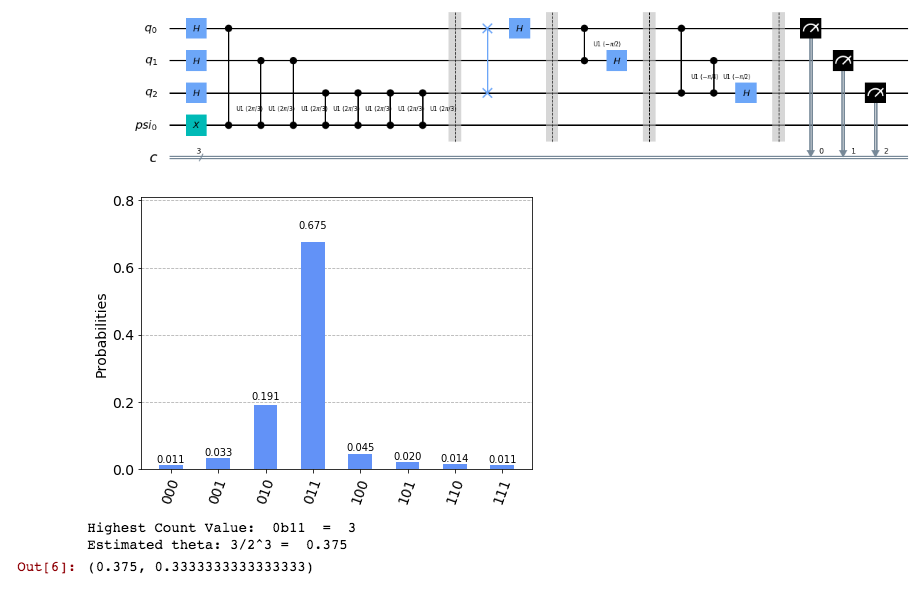 q0 H H
U1 (−π/2)
q1 H H
U1 (−π/4) U1 (−π/2)
q2 H H
U1 (2π/3) U1 (2π/3) U1 (2π/3) U1 (2π/3) U1 (2π/3) U1 (2π/3) U1 (2π/3)
psi0 X
3 0 1 2
c
0.8
0.675
0.6
Probabilities
0.4
0.191
0.2
0.011 0.033 0.045 0.020 0.014 0.011
0.0
000 001 010 011 100 101 110 111
Highest Count Value: 0b11 = 3
Estimated theta: 3/2^3 = 0.375
Out[6]: (0.375, 0.3333333333333333)